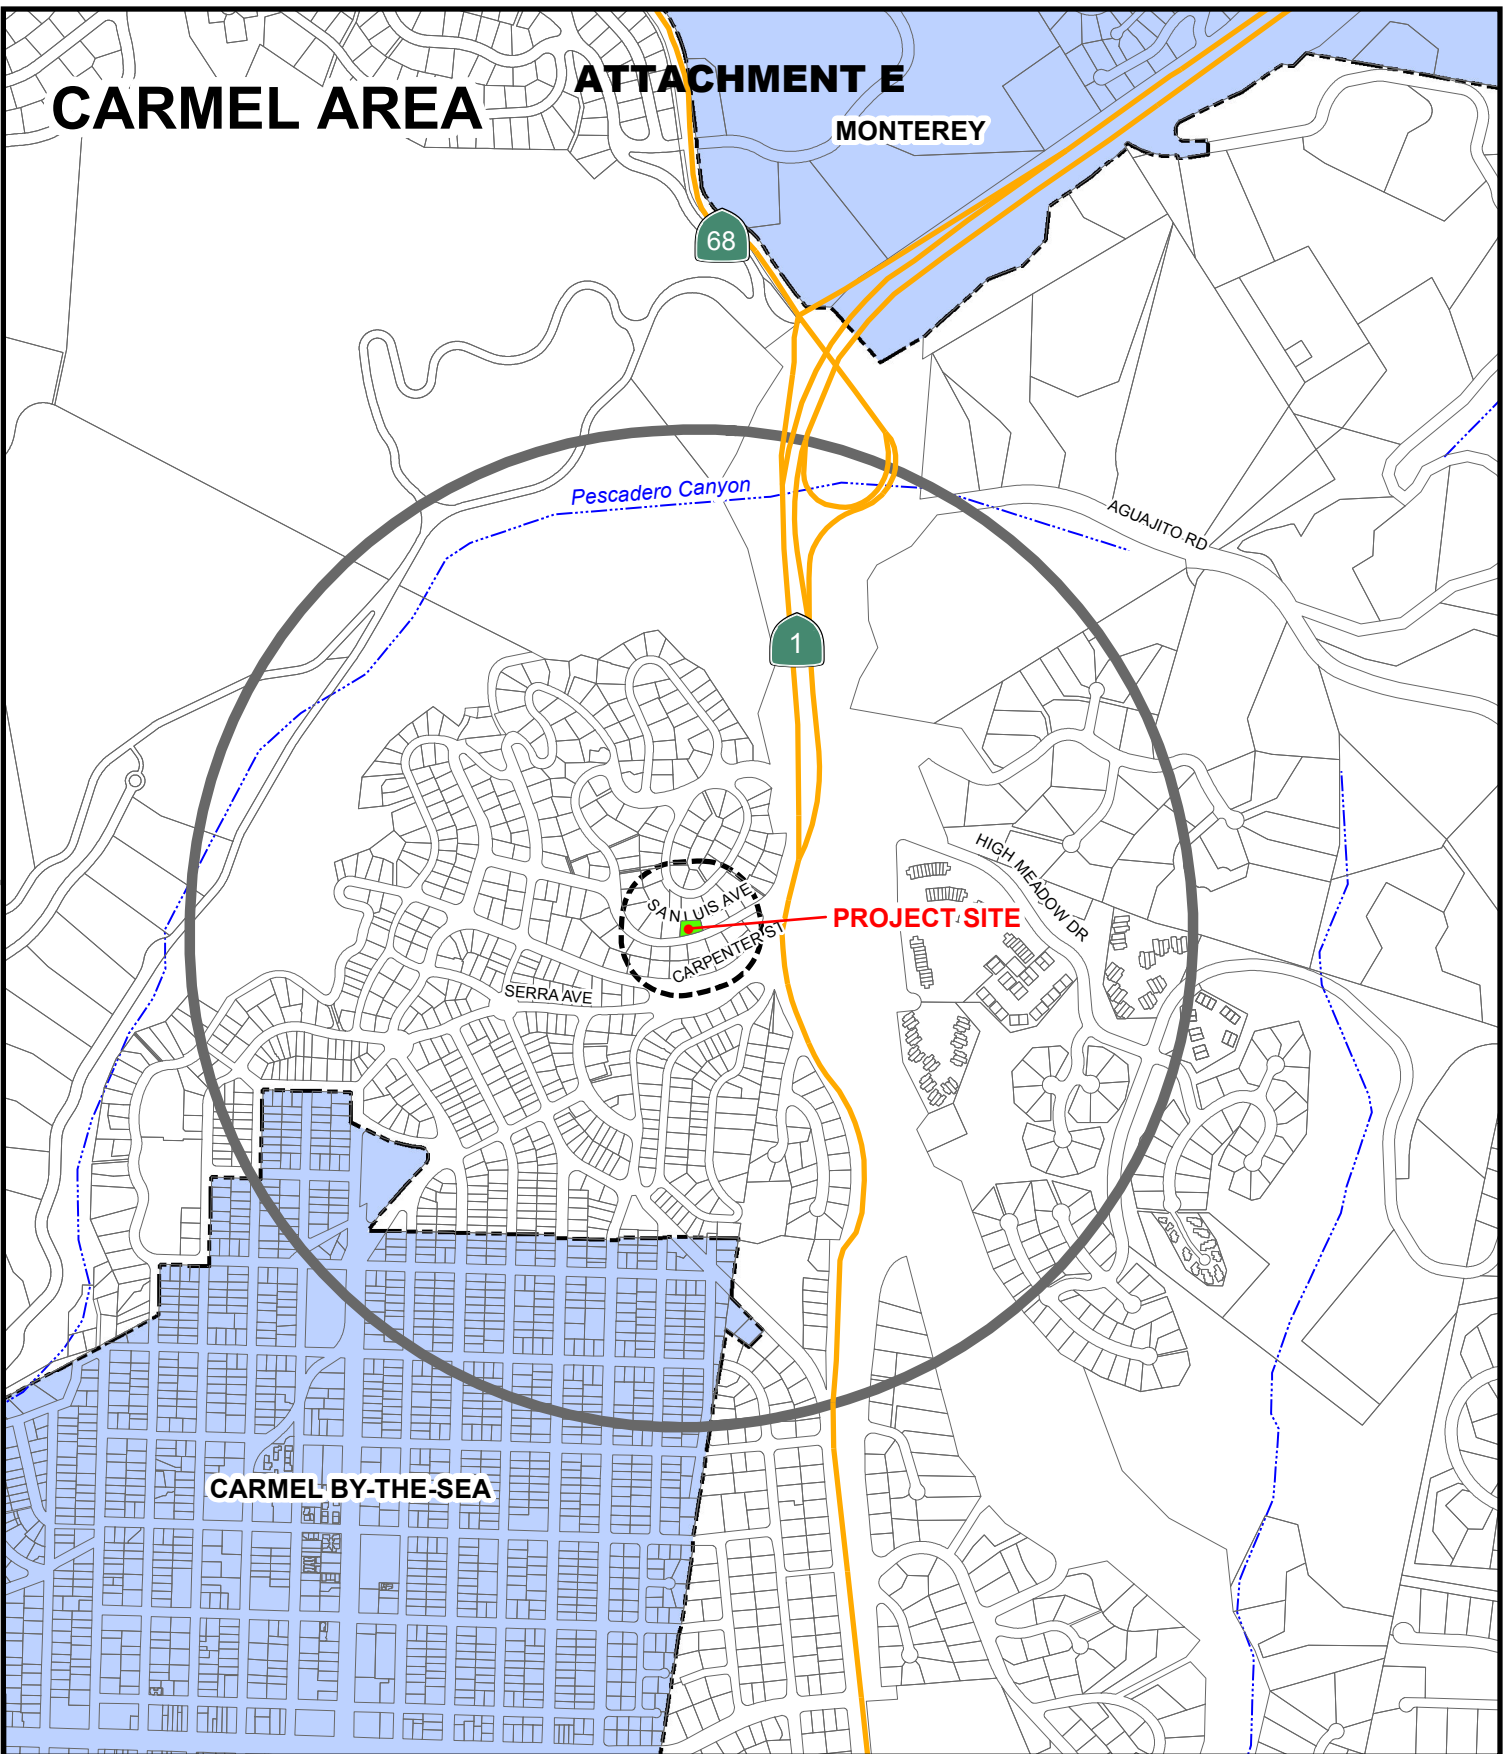 ATTACHMENT E
CARMEL AREA
MONTEREY
68
Pescadero Canyon
AGUAJITO RD
1
HIGH MEADOW DR
SAN LUIS AVE
PROJECT SITE
CARPENTER ST
SERRA AVE
CARMEL BY-THE-SEA